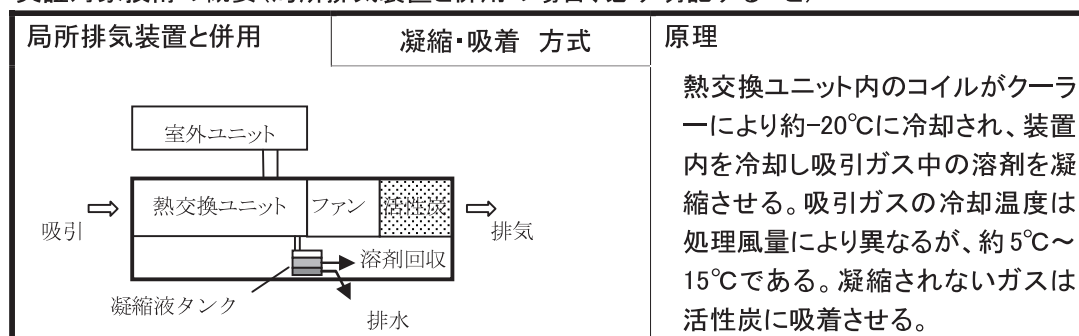 局所排気装置と併用
凝縮・吸着 方式
原理
熱交換ユニット内のコイルがクーラ
ーにより約-20℃に冷却され、装置
内を冷却し吸引ガス中の溶剤を凝
縮させる。吸引ガスの冷却温度は
処理風量により異なるが、約5℃～
15℃である。凝縮されないガスは
活性炭に吸着させる。
室外ユニット
吸引
熱交換ユニット
ファン
活性炭
排気
溶剤回収
凝縮液タンク
排水